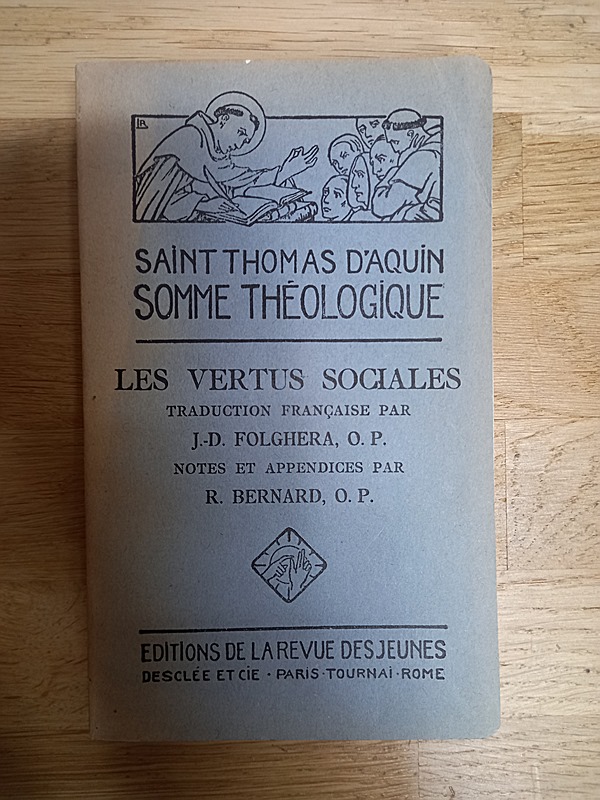 SAINT THOMAS D'AQUIN
SOMME THÉOLOGIQUE
LES VERTUS SOCIALES
TRADUCTION FRANÇAISE PAR
J.-D. FOLGHERA, O. P.
NOTES ET APPENDICES PAR
R. BERNARD, O. P.
EDITIONS DE LA REVUE DES JEUNES
DESCLÉE ET CIE · PARIS · TOURNAI · ROME